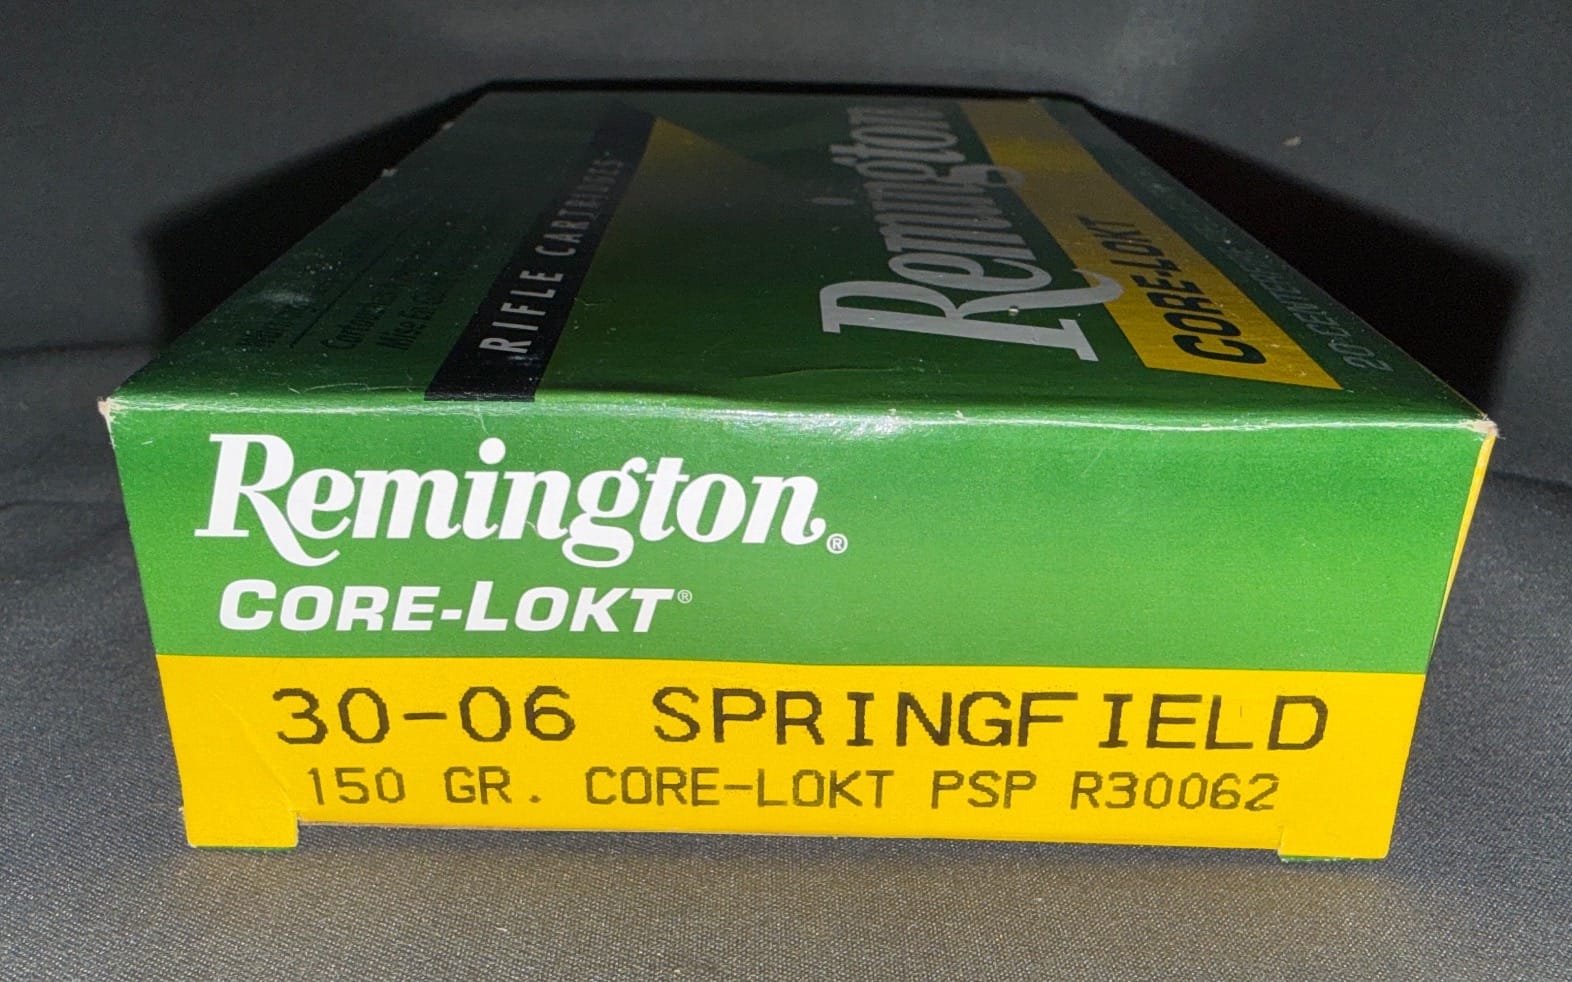 RIFLE CARTRIDGES
Remington
CORE-LOKT
Remington®
CORE-LOKT®
30-06 SPRINGFIELD
150 GR. CORE-LOKT PSP R30062